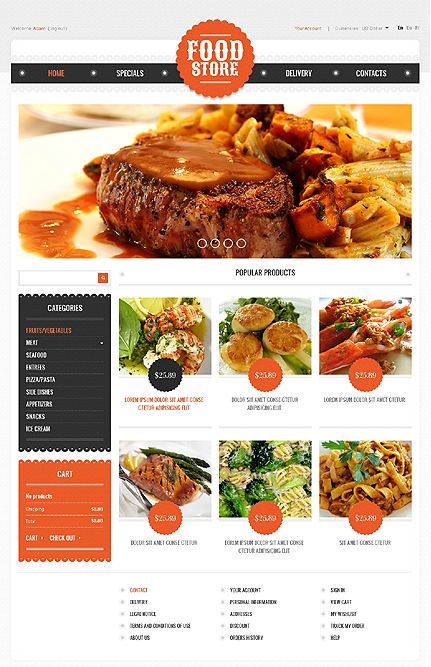 Welcome Adam (log out)
Your Account | Currencies: US Dollar En Es Fr
FOOD
STORE
HOME SPECIALS DELIVERY CONTACTS
POPULAR PRODUCTS
CATEGORIES
FRUITS/VEGETABLES
MEAT
SEAFOOD
ENTREES
PIZZA/PASTA
SIDE DISHES
APPETIZERS
SNACKS
ICE CREAM
$25.89 $25.89 $25.89
LOREM IPSUM DOLOR SIT AMET CONSE
CTETUR ADIPISICING ELIT
DOLOR SIT AMET CONSE CTETUR
ADIPISICING ELIT
LOREM IPSUM DOLOR SIT AMET
CART
No products
Shipping $0.00
Total $0.00
CART CHECK OUT
$25.89 $25.89 $25.89
DOLOR SIT AMET CONSE CTETUR
LOREM IPSUM DOLOR SIT AMET CONSE
CTETUR ADIPISICING ELIT
SIT AMET CONSE CTETUR
CONTACT
DELIVERY
LEGAL NOTICE
TERMS AND CONDITIONS OF USE
ABOUT US
YOUR ACCOUNT
PERSONAL INFORMATION
ADDRESSES
DISCOUNT
ORDERS HISTORY
SIGN IN
VIEW CART
MY WISHLIST
TRACK MY ORDER
HELP